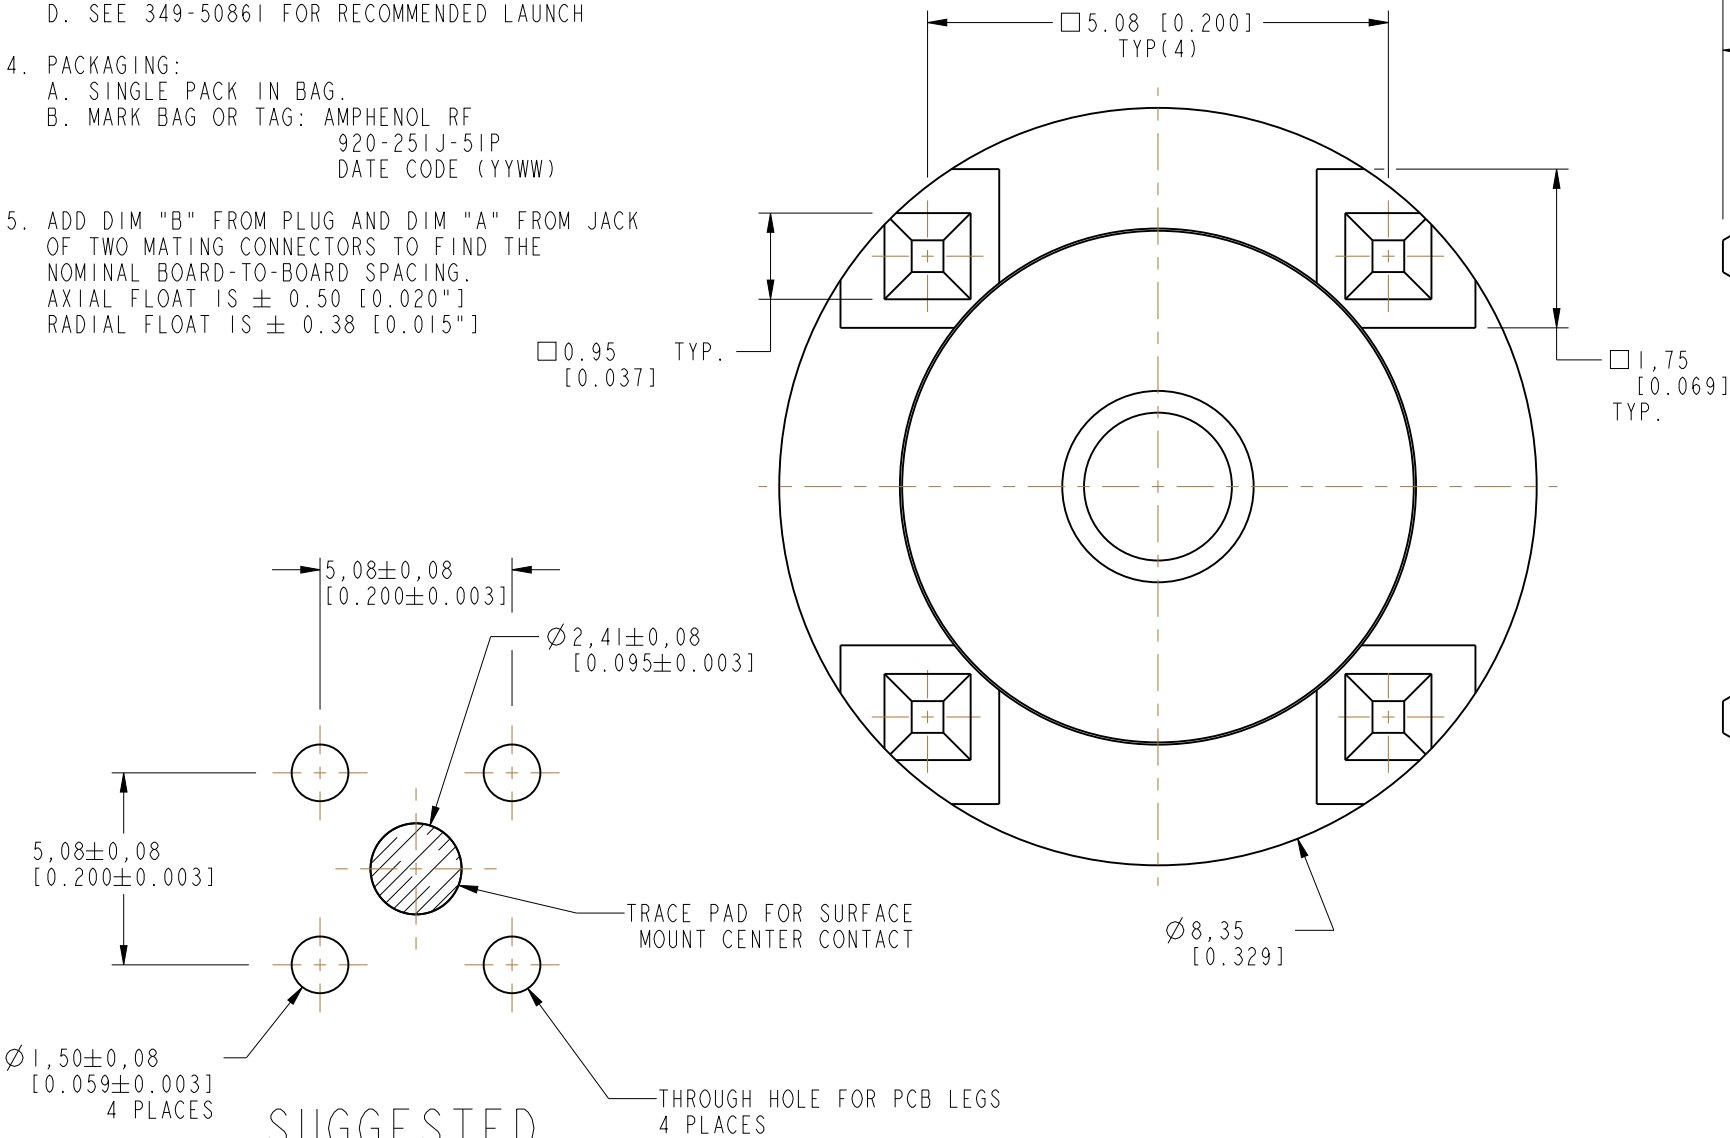 D. SEE 349-50861 FOR RECOMMENDED LAUNCH
4. PACKAGING:
A. SINGLE PACK IN BAG.
B. MARK BAG OR TAG: AMPHENOL RF
920-251J-51P
DATE CODE (YYWW)
5. ADD DIM "B" FROM PLUG AND DIM "A" FROM JACK
OF TWO MATING CONNECTORS TO FIND THE
NOMINAL BOARD-TO-BOARD SPACING.
AXIAL FLOAT IS ± 0.50 [0.020"]
RADIAL FLOAT IS ± 0.38 [0.015"]
□5.08 [0.200]
TYP(4)
□0.95 TYP.
[0.037]
□1,75
[0.069]
TYP.
5,08±0,08
[0.200±0.003]
Ø2,41±0,08
[0.095±0.003]
5,08±0,08
[0.200±0.003]
TRACE PAD FOR SURFACE
MOUNT CENTER CONTACT
Ø8,35
[0.329]
Ø1,50±0,08
[0.059±0.003]
4 PLACES
THROUGH HOLE FOR PCB LEGS
4 PLACES
SUGGESTED